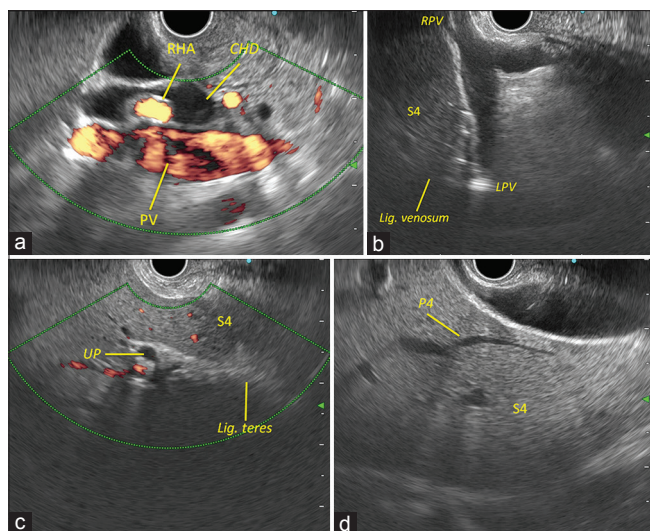 RHA
CHD
PV
a
RPV
S4
LPV
Lig. venosum
b
S4
UP
Lig. teres
c
P4
S4
d